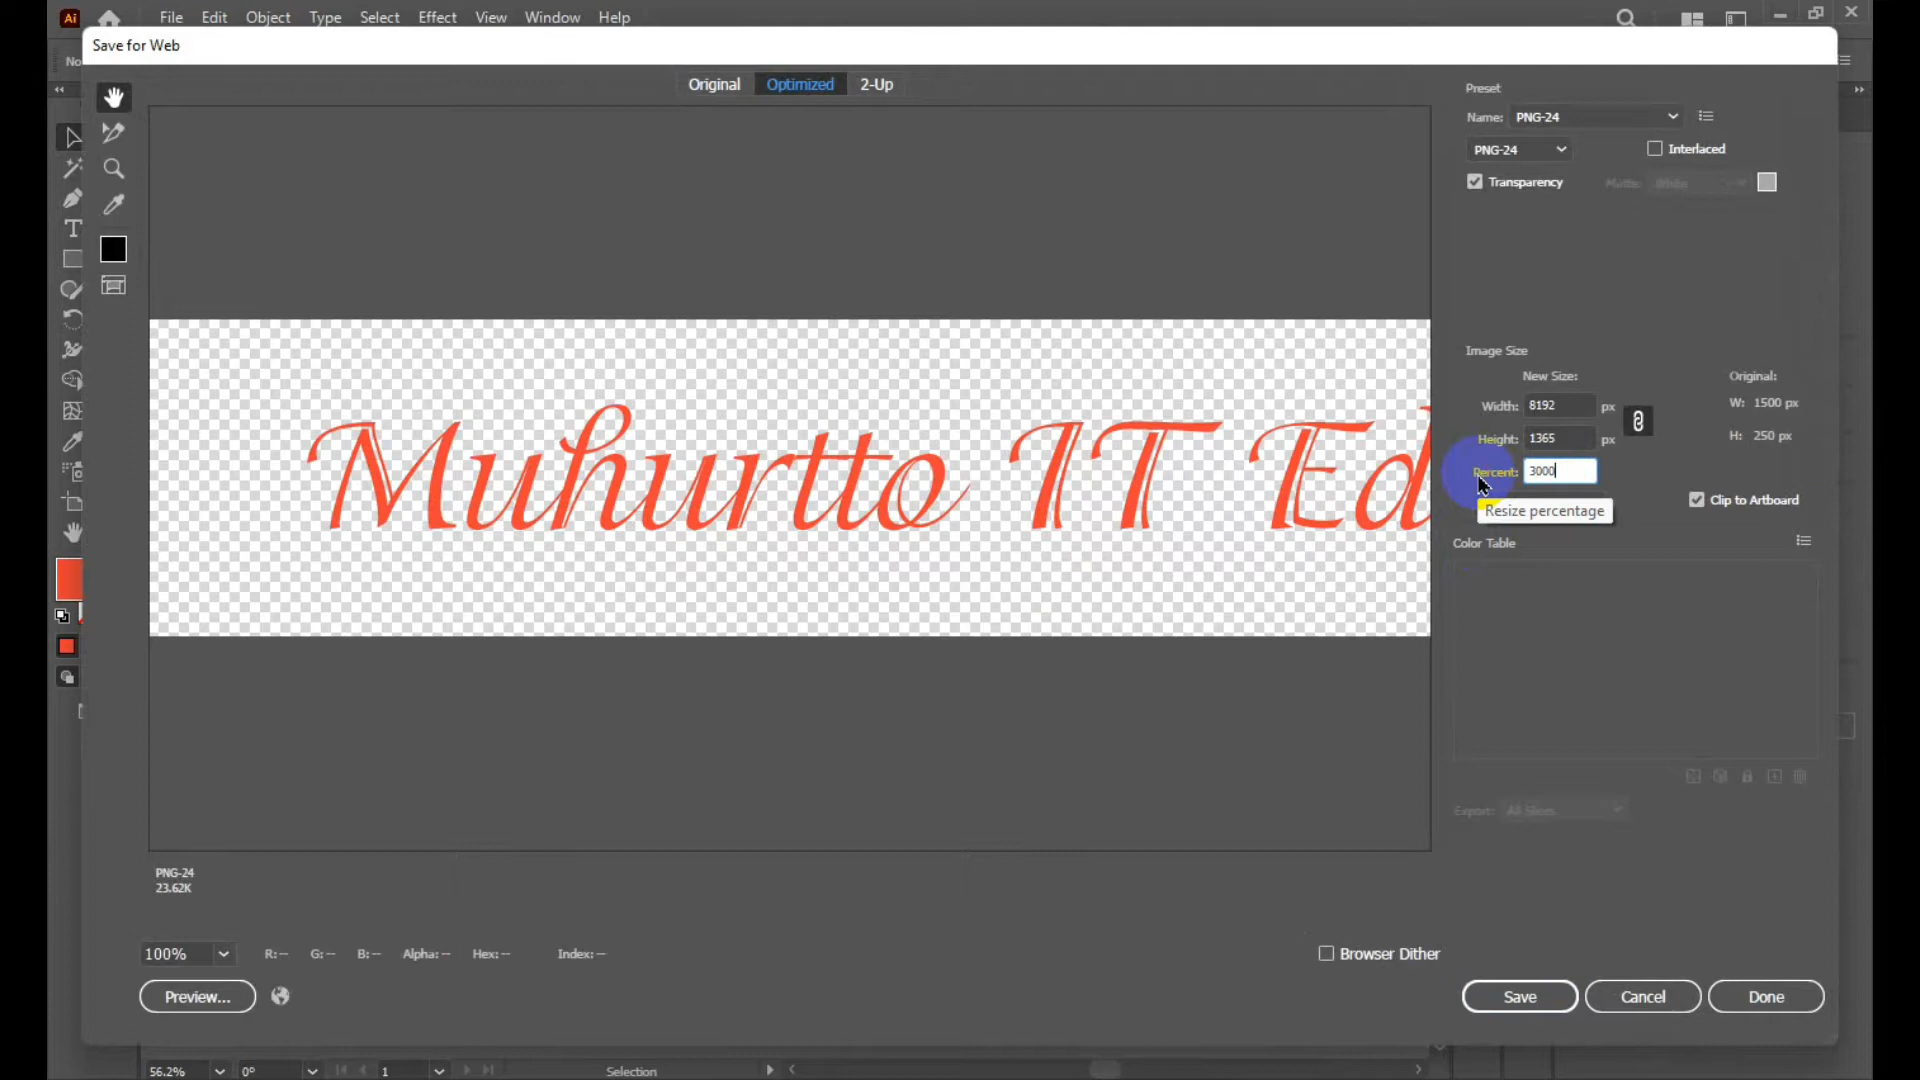 Ai File Edit Object Type Select Effect View Window Help
No
Save for Web
Original Optimized 2-Up
Preset
Name: PNG-24
PNG-24 Interlaced
Transparency Matte: White
Muhurtto IT Ed
Image Size
New Size: Original:
Width: 8192 px W: 1500 px
Height: 1365 px H: 250 px
Percent: 3000
Clip to Artboard
Resize percentage
Color Table
Export: All Slices
PNG-24
23.62K
100% R: -- G: -- B: -- Alpha: -- Hex: -- Index: -- Browser Dither
Preview... Save Cancel Done
56.2% 0° 1 Selection